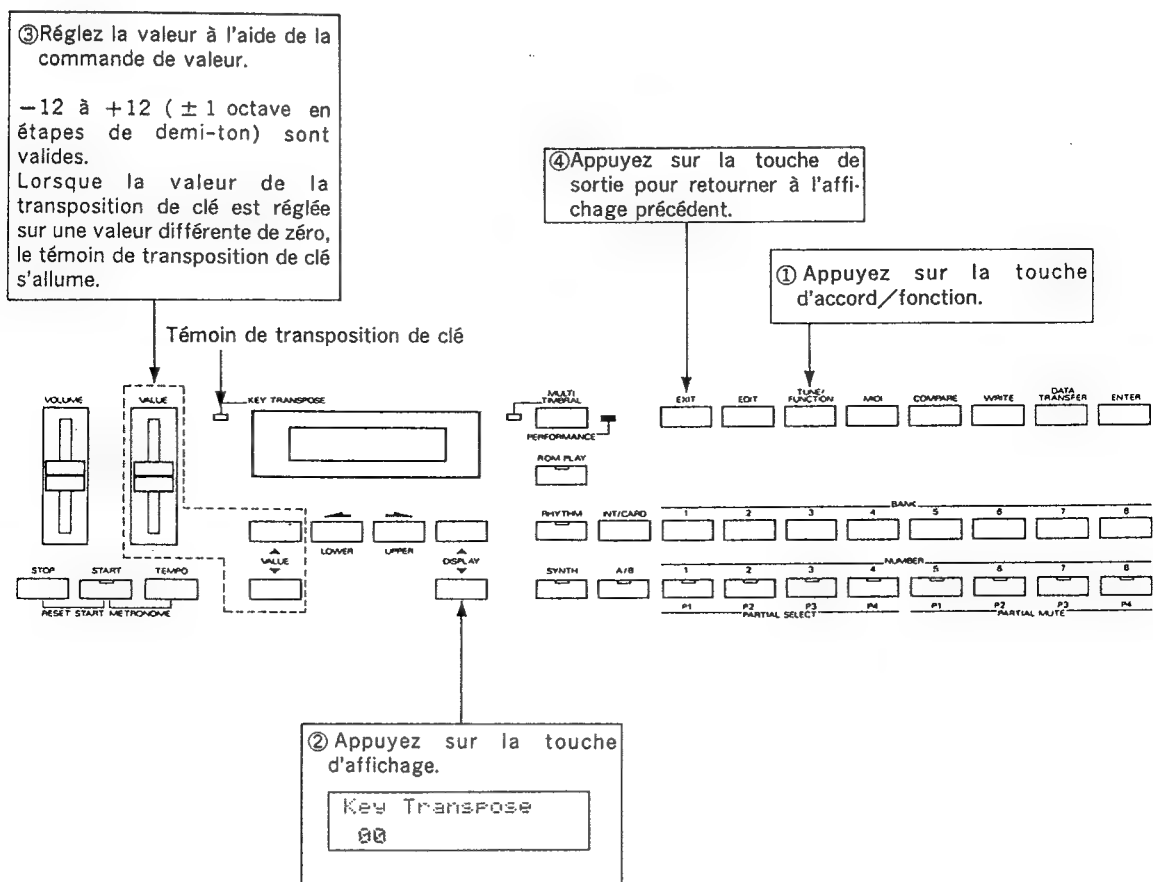 ③Réglez la valeur à l'aide de la
commande de valeur.
−12 à +12 (±1 octave en
étapes de demi-ton) sont
valides.
Lorsque la valeur de la
transposition de clé est réglée
sur une valeur différente de zéro,
le témoin de transposition de clé
s'allume.
④Appuyez sur la touche de
sortie pour retourner à l'affi-
chage précédent.
① Appuyez sur la touche
d'accord/fonction.
Témoin de transposition de clé
VOLUME VALUE KEY TRANSPOSE MULTI TIMBRAL EXIT EDIT TUNE/ FUNCTION MIDI COMPARE WRITE DATA TRANSFER ENTER
PERFORMANCE
ROM PLAY
BANK
RHYTHM INT/CARD 1 2 3 4 5 6 7 8
LOWER UPPER
VALUE DISPLAY
NUMBER
STOP START TEMPO SYNTH A/B 1 2 3 4 5 6 7 8
RESET START METRONOME
P1 P2 P3 P4 P1 P2 P3 P4
PARTIAL SELECT PARTIAL MUTE
② Appuyez sur la touche
d'affichage.
Key Transpose
00